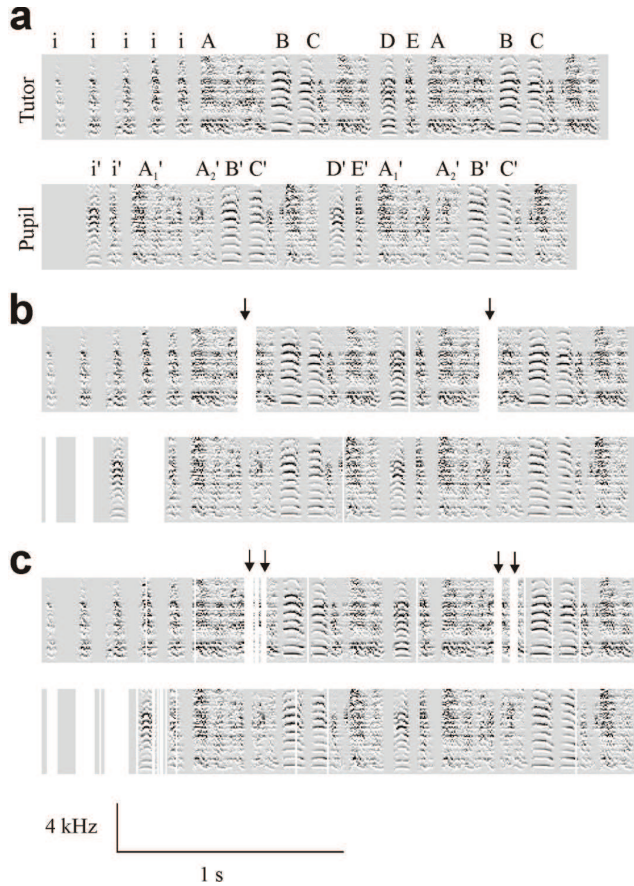 a
i i i i i A B C D E A B C
Tutor
i' i' A₁' A₂' B' C' D' E' A₁' A₂' B' C'
Pupil
b
c
4 kHz
1 s